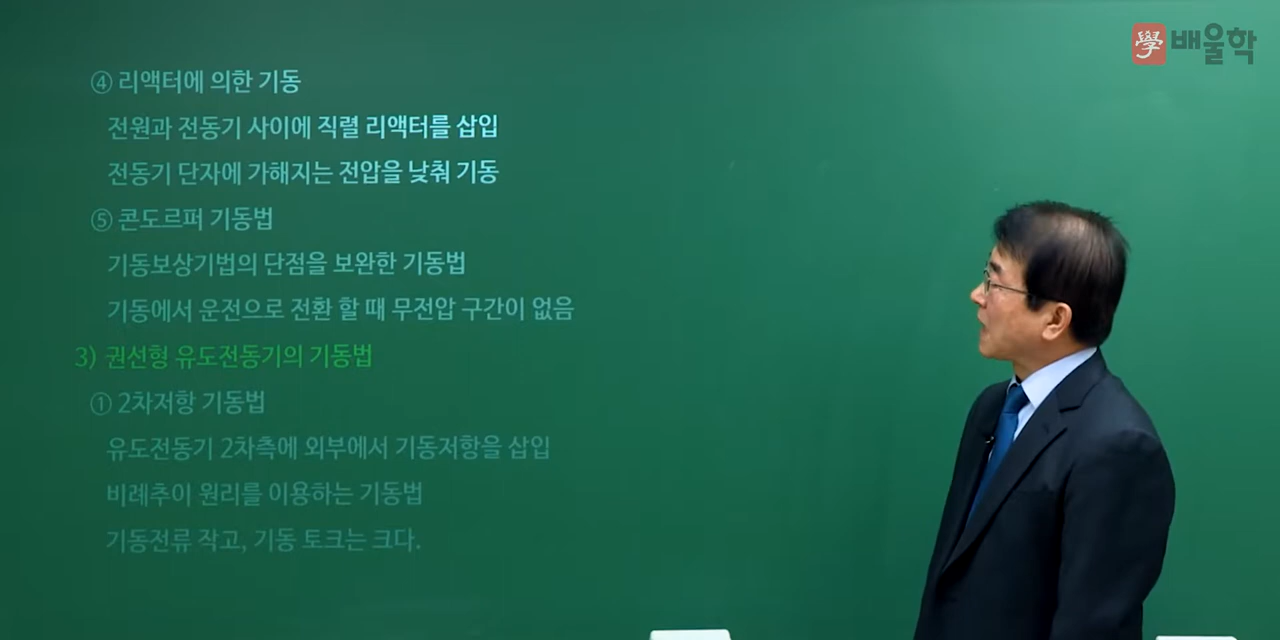 學 배울학
④ 리액터에 의한 기동
전원과 전동기 사이에 직렬 리액터를 삽입
전동기 단자에 가해지는 전압을 낮춰 기동
⑤ 콘도르퍼 기동법
기동보상기법의 단점을 보완한 기동법
기동에서 운전으로 전환 할 때 무전압 구간이 없음
3) 권선형 유도전동기의 기동법
① 2차저항 기동법
유도전동기 2차측에 외부에서 기동저항을 삽입
비례추이 원리를 이용하는 기동법
기동전류 작고, 기동 토크는 크다.